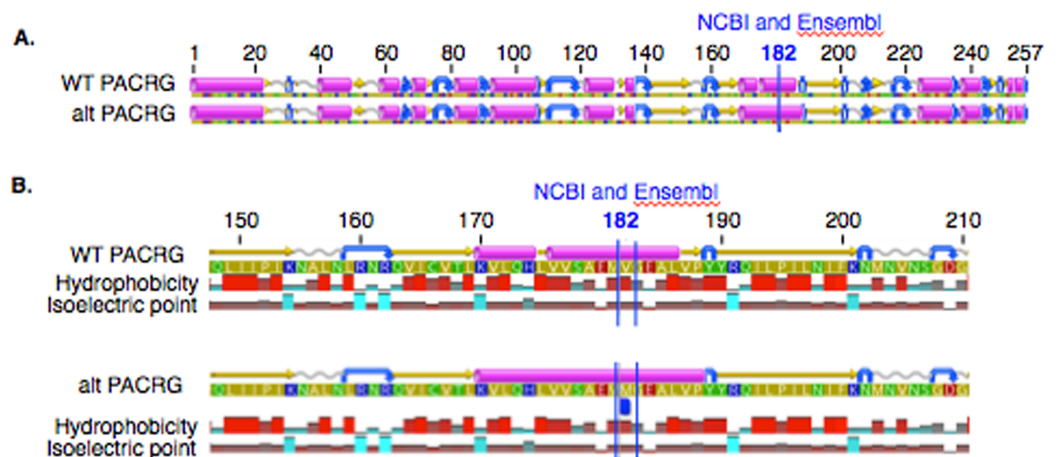 A.
NCBI and Ensembl
1 20 40 60 80 100 120 140 160 182 200 220 240 257
WT PACRG
alt PACRG
B.
NCBI and Ensembl
150 160 170 182 190 200 210
WT PACRG
Hydrophobicity
Isoelectric point
alt PACRG
Hydrophobicity
Isoelectric point